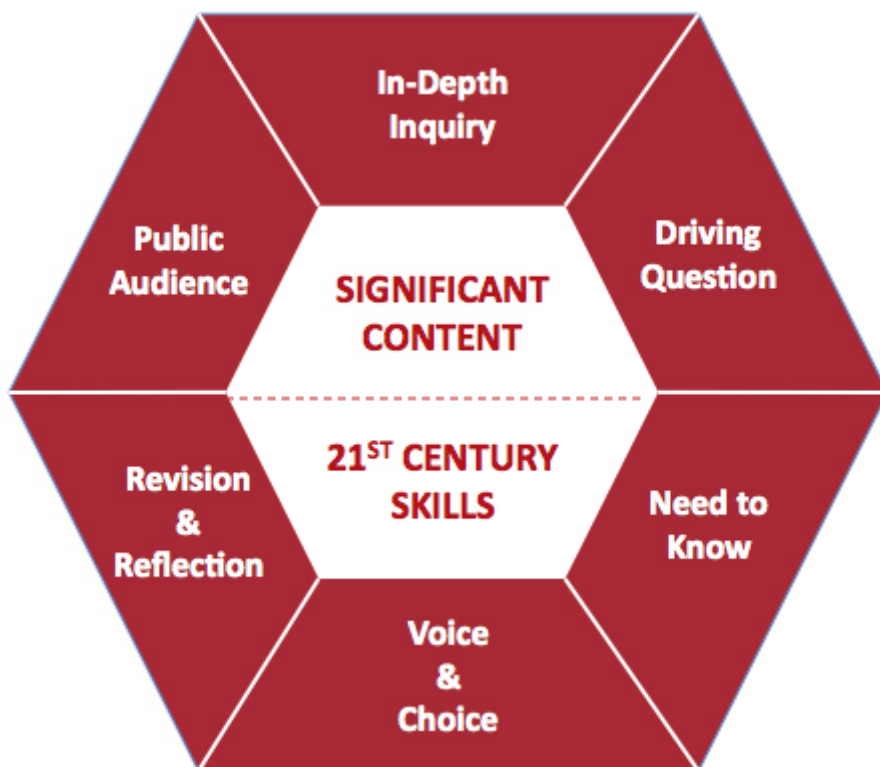 In-Depth
Inquiry
Driving
Question
Need to
Know
Voice
&
Choice
Revision
&
Reflection
Public
Audience
SIGNIFICANT
CONTENT
21ST CENTURY
SKILLS